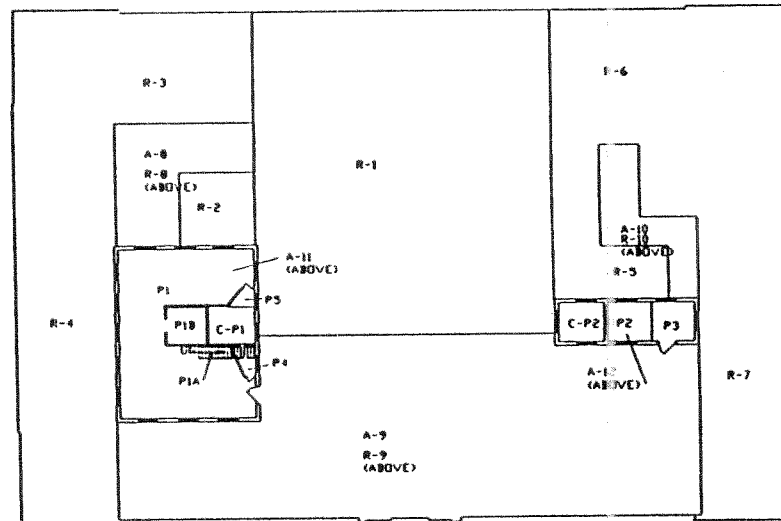 R-3
R-6
A-8
R-8
(ABOVE)
R-1
R-2
A-10
R-10
(ABOVE)
A-11
(ABOVE)
R-5
P1
P5
R-4
P1B
C-P1
C-P2
P2
P3
P1A
P4
A-12
(ABOVE)
R-7
A-9
R-9
(ABOVE)